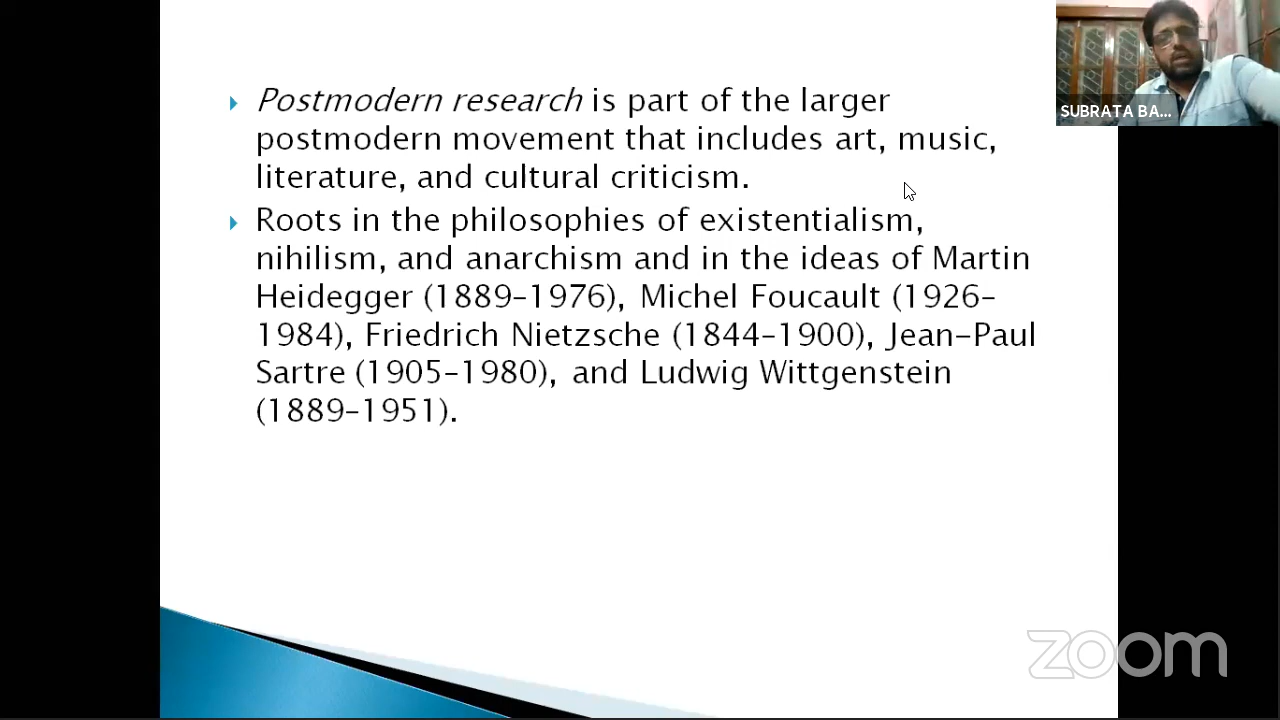 Postmodern research is part of the larger
postmodern movement that includes art, music,
literature, and cultural criticism.
Roots in the philosophies of existentialism,
nihilism, and anarchism and in the ideas of Martin
Heidegger (1889–1976), Michel Foucault (1926–
1984), Friedrich Nietzsche (1844–1900), Jean-Paul
Sartre (1905–1980), and Ludwig Wittgenstein
(1889–1951).
SUBRATA BA...
zoom